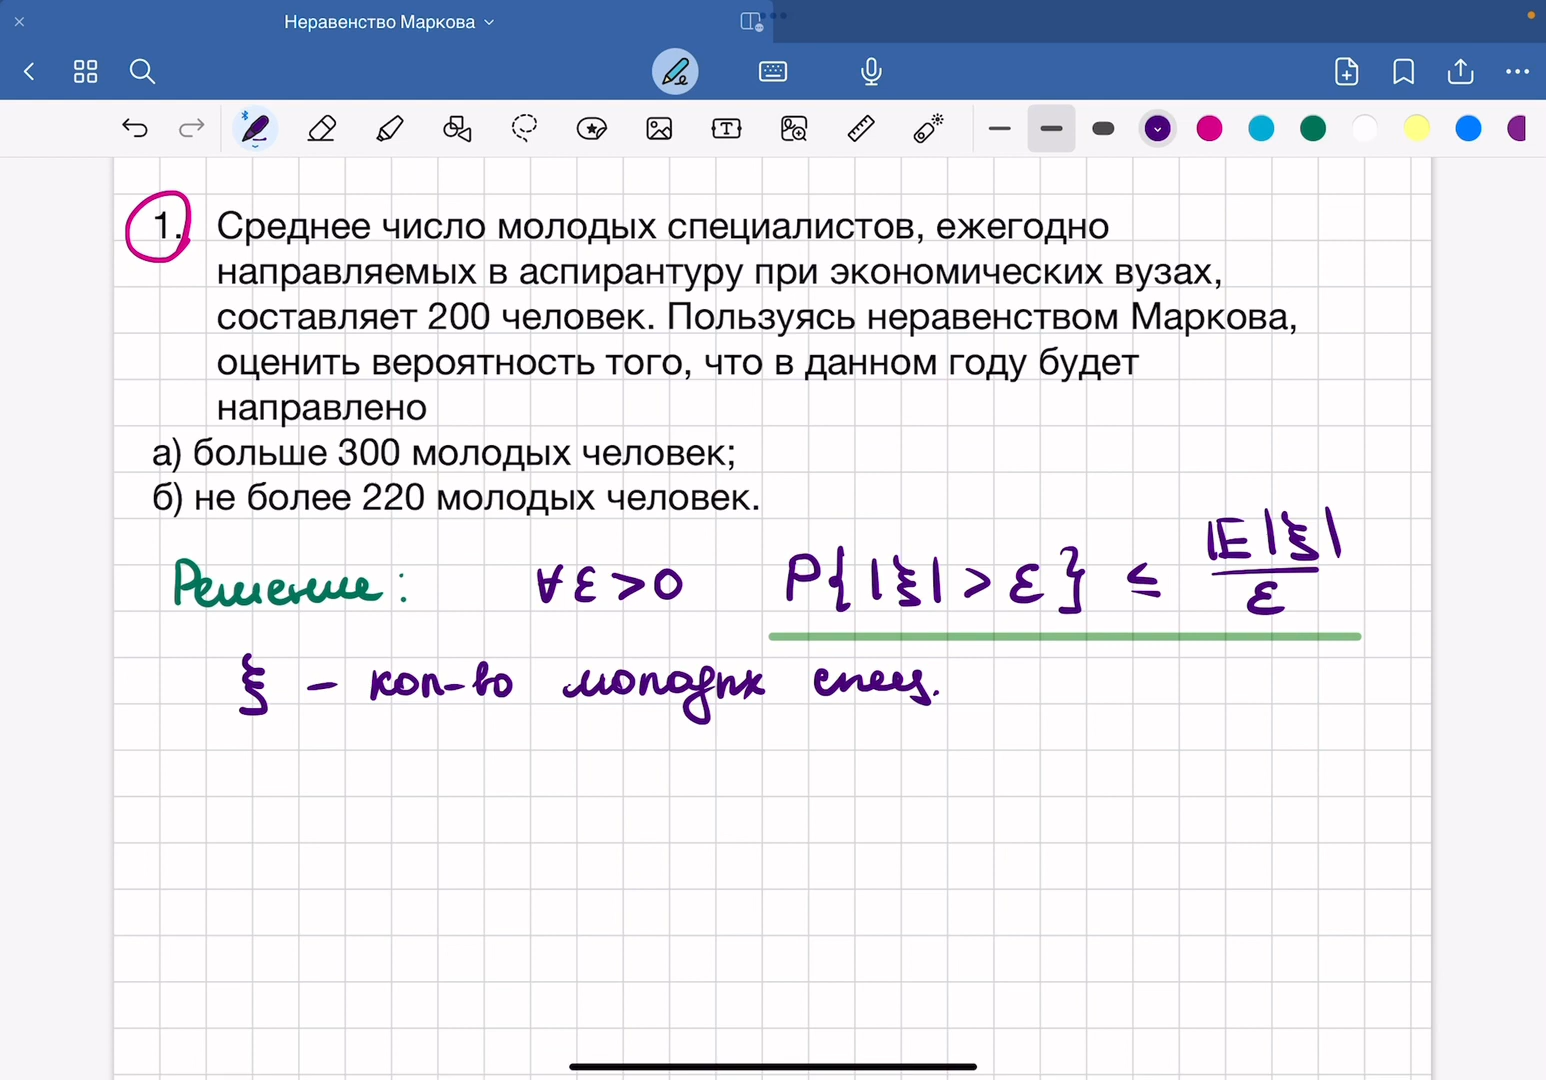 Неравенство Маркова
1. Среднее число молодых специалистов, ежегодно
направляемых в аспирантуру при экономических вузах,
составляет 200 человек. Пользуясь неравенством Маркова,
оценить вероятность того, что в данном году будет
направлено
а) больше 300 молодых человек;
б) не более 220 молодых человек.
Решение: ∀ε>0 P{|ξ|>ε} ≤ 𝔼|ξ|/ε
ξ – кол-во молодых спец.